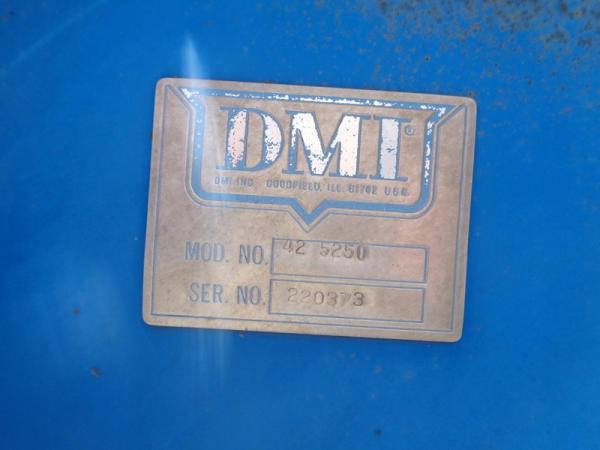 DMI®
DMI INC. GOODFIELD, ILL. 61742 U.S.A.
MOD. NO. 42 5250
SER. NO. 220373